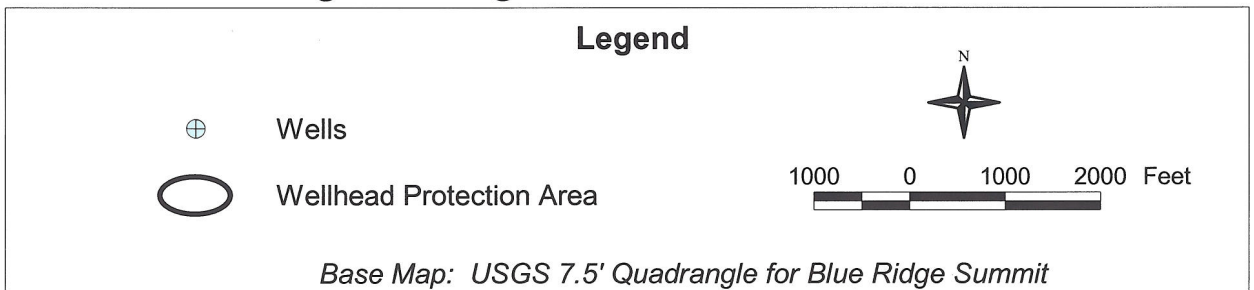 Legend
N
Wells
Wellhead Protection Area
1000 0 1000 2000 Feet
Base Map: USGS 7.5' Quadrangle for Blue Ridge Summit